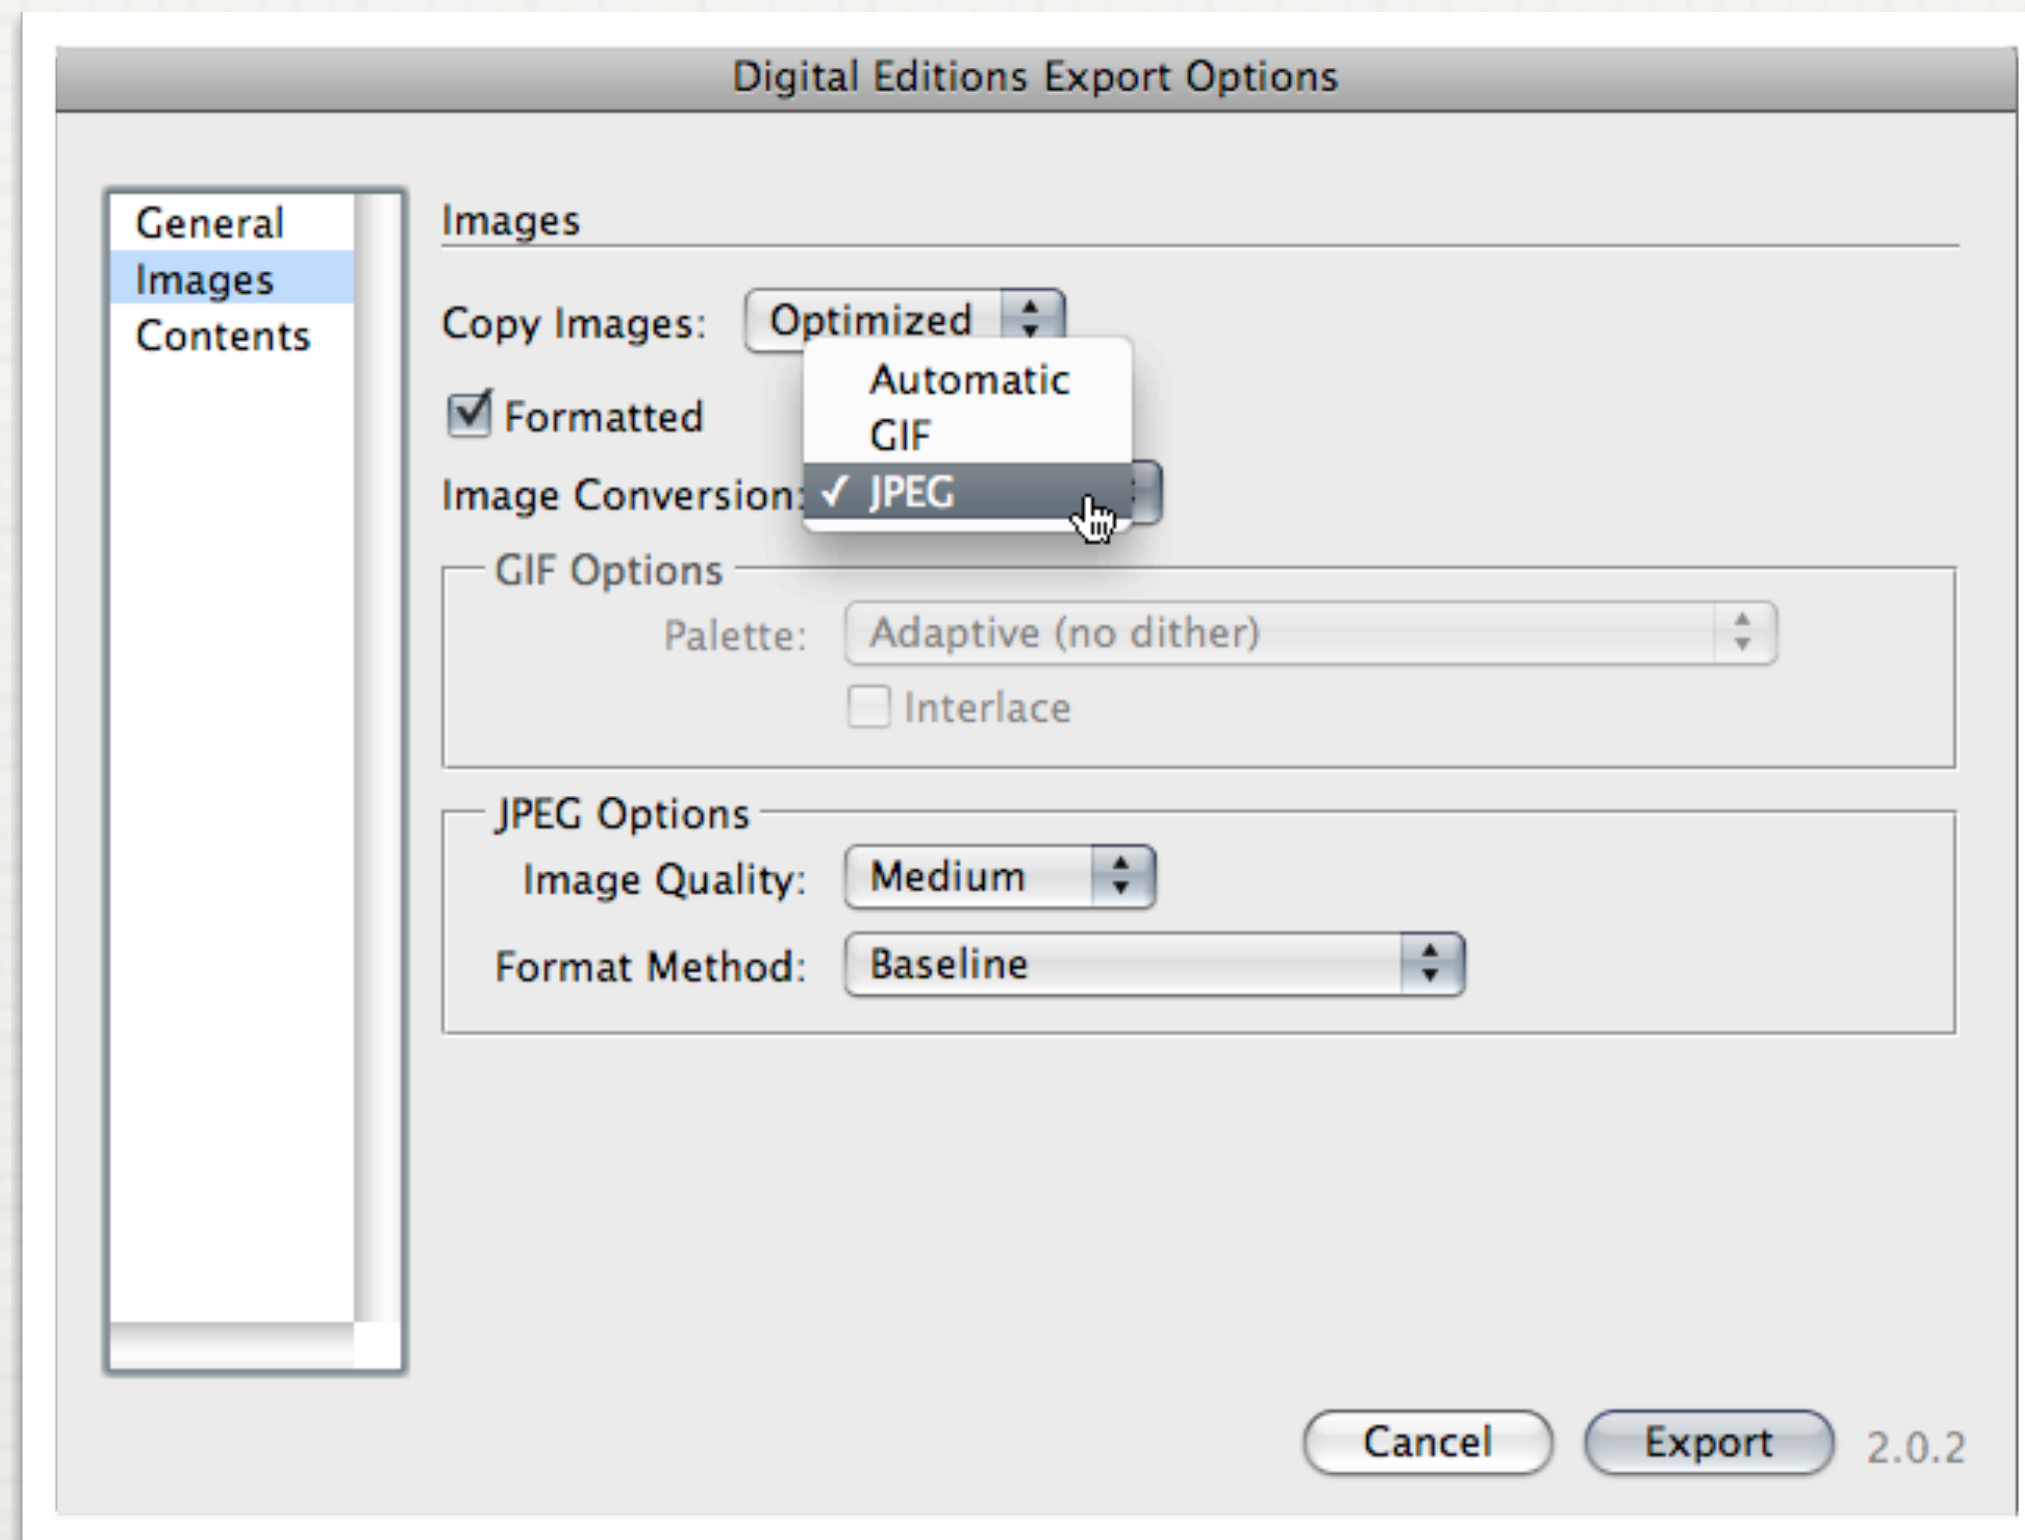 Digital Editions Export Options
General
Images
Contents
Images
Copy Images: Optimized
Automatic
GIF
✓ JPEG
Formatted
Image Conversion:
GIF Options
Palette: Adaptive (no dither)
Interlace
JPEG Options
Image Quality: Medium
Format Method: Baseline
Cancel Export 2.0.2